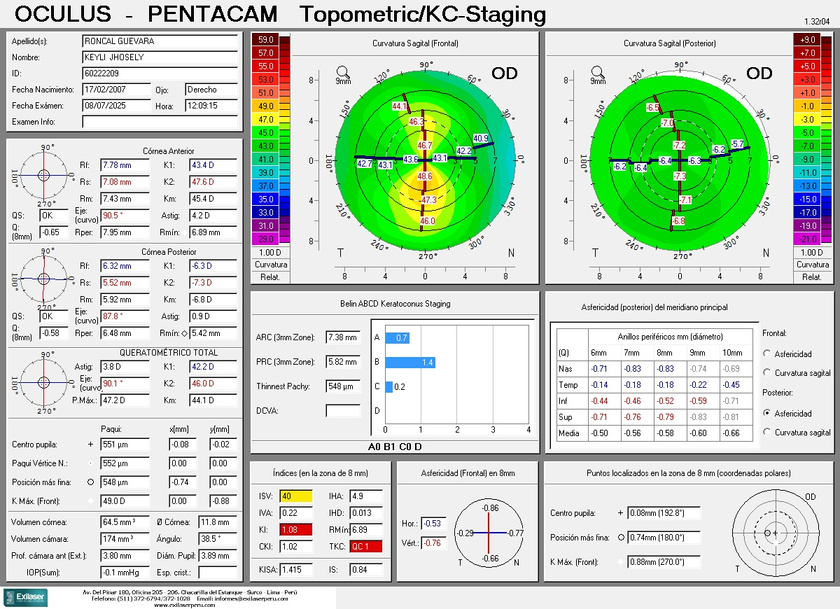 OCULUS - PENTACAM Topometric/KC-Staging
1.32r04
Apellido(s): RONCAL GUEVARA
Nombre: KEYLI JHOSELY
ID: 60222209
Fecha Nacimiento: 17/02/2007 Ojo: Derecho
Fecha Exámen: 08/07/2025 Hora: 12:09:15
Examen Info:
Córnea Anterior
90°
180°
270°
Rf: 7.78 mm K1: 43.4 D
Rs: 7.08 mm K2: 47.6 D
Rm: 7.43 mm Km: 45.4 D
QS: OK Eje: (curvo) 90.5 ° Astig: 4.2 D
Q: (8mm) -0.65 Rper: 7.95 mm Rmín: 6.89 mm
Córnea Posterior
90°
180°
270°
Rf: 6.32 mm K1: -6.3 D
Rs: 5.52 mm K2: -7.3 D
Rm: 5.92 mm Km: -6.8 D
QS: OK Eje: (curvo) 87.8 ° Astig: 0.9 D
Q: (8mm) -0.58 Rper: 6.48 mm Rmín: 5.42 mm
QUERATOMÉTRICO TOTAL
90°
180°
270°
Astig: 3.8 D K1: 42.2 D
Eje: (curvo) 90.1 ° K2: 46.0 D
P.Máx.: 47.2 D Km: 44.1 D
Paqui: x[mm] y[mm]
Centro pupila: + 551 µm -0.08 -0.02
Paqui Vértice N.: 552 µm 0.00 0.00
Posición más fina: O 548 µm -0.74 0.00
K Máx. (Front): 49.0 D 0.00 -0.88
Volumen córnea: 64.5 mm³ Ø Córnea: 11.8 mm
Volumen cámara: 174 mm³ Ángulo: 38.5 °
Prof. cámara ant (Ext.): 3.80 mm Diám. Pupil: 3.89 mm
IOP(Sum): -0.1 mmHg Esp. crist.:
59.0
57.0
55.0
53.0
51.0
49.0
47.0
45.0
43.0
41.0
39.0
37.0
35.0
33.0
31.0
29.0
1.00 D
Curvatura
Relat.
Curvatura Sagital (Frontal)
9mm
OD
90°
120°
60°
150°
30°
180°
0°
210°
330°
240°
300°
270°
8
4
0
4
8
44.1
46.3
46.7
40.9
42.2
42.7
43.1
43.6
43.1
48.6
47.3
46.0
5
7
T N
8 4 0 4 8
Curvatura Sagital (Posterior)
9mm
OD
90°
120°
60°
150°
30°
180°
0°
210°
330°
240°
300°
270°
8
4
0
4
8
-6.5
-7.0
-7.2
-5.7
-6.2
-6.2
-6.4
-6.4
-6.3
-7.3
-7.1
-6.8
5
7
T N
8 4 0 4 8
+9.0
+7.0
+5.0
+3.0
+1.0
-1.0
-3.0
-5.0
-7.0
-9.0
-11.0
-13.0
-15.0
-17.0
-19.0
-21.0
1.00 D
Curvatura
Relat.
Belin ABCD Keratoconus Staging
ARC (3mm Zone): 7.38 mm
PRC (3mm Zone): 5.82 mm
Thinnest Pachy: 548 µm
DCVA:
A 0.7
B 1.4
C 0.2
D
0 1 2 3 4
A0 B1 C0 D
Asfericidad (posterior) del meridiano principal
Anillos periféricos mm (diámetro)
(Q) 6mm 7mm 8mm 9mm 10mm
Nas -0.71 -0.83 -0.83 -0.74 -0.69
Temp -0.14 -0.18 -0.18 -0.22 -0.45
Inf -0.44 -0.46 -0.52 -0.59 -0.71
Sup -0.71 -0.76 -0.79 -0.83 -0.81
Media -0.50 -0.56 -0.58 -0.60 -0.66
Frontal:
Asfericidad
Curvatura sagital
Posterior:
Asfericidad
Curvatura sagital
Índices (en la zona de 8 mm)
ISV: 40 IHA: 4.9
IVA: 0.22 IHD: 0.013
KI: 1.08 RMín: 6.89
CKI: 1.02 TKC: QC 1
KISA: 1.415 IS: 0.84
Asfericidad (Frontal) en 8mm
Hor.: -0.53
Vért.: -0.76
-0.86
-0.29
-0.77
-0.66
T N
Puntos localizados en la zona de 8 mm (coordenadas polares)
Centro pupila: + 0.08mm (192.8°)
Posición más fina: O 0.74mm (180.0°)
K Máx. (Front): 0.88mm (270.0°)
OD
T N
Exiláser
Av. Del Pinar 180, Oficina 205 - 206. Chacarilla del Estanque - Surco - Lima - Perú
Teléfono: (511) 372-6794/372-1028 Email: informes@exilaserperu.com
www.exilaserperu.com